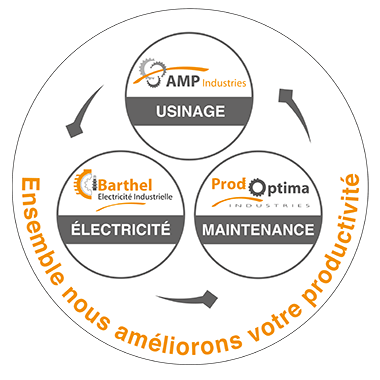 AMP Industries
USINAGE
Barthel
Electricité Industrielle
ÉLECTRICITÉ
Prod Optima
INDUSTRIES
MAINTENANCE
Ensemble nous améliorons votre productivité